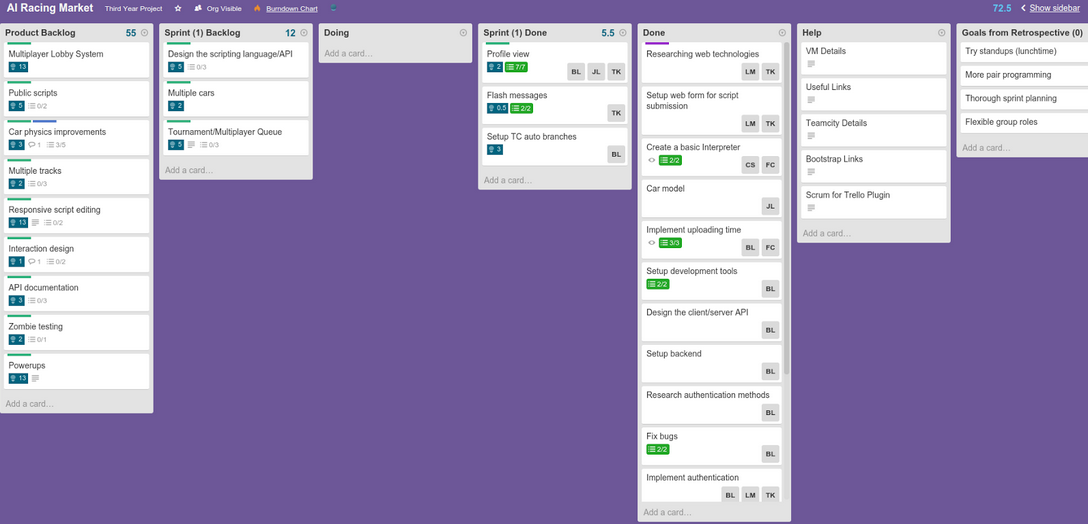 AI Racing Market
Third Year Project
Org Visible
Burndown Chart
72.5
Show sidebar
Product Backlog 55
Multiplayer Lobby System
13
Public scripts
5 0/2
Car physics improvements
3 1 3/5
Multiple tracks
2 0/3
Responsive script editing
13 0/2
Interaction design
1 1 0/2
API documentation
3 0/3
Zombie testing
2 0/1
Powerups
13
Add a card…
Sprint (1) Backlog 12
Design the scripting language/API
5 0/3
Multiple cars
2
Tournament/Multiplayer Queue
5 0/3
Add a card…
Doing
Add a card…
Sprint (1) Done 5.5
Profile view
2 7/7
BL JL TK
Flash messages
0.5 2/2
TK
Setup TC auto branches
3
BL
Add a card…
Done
Researching web technologies
LM TK
Setup web form for script
submission
LM TK
Create a basic Interpreter
2/2
CS FC
Car model
JL
Implement uploading time
3/3
BL FC
Setup development tools
2/2
BL
Design the client/server API
BL
Setup backend
BL
Research authentication methods
BL
Fix bugs
2/2
BL
Implement authentication
BL LM TK
Add a card…
Help
VM Details
Useful Links
Teamcity Details
Bootstrap Links
Scrum for Trello Plugin
Add a card…
Goals from Retrospective (0)
Try standups (lunchtime)
More pair programming
Thorough sprint planning
Flexible group roles
Add a card…